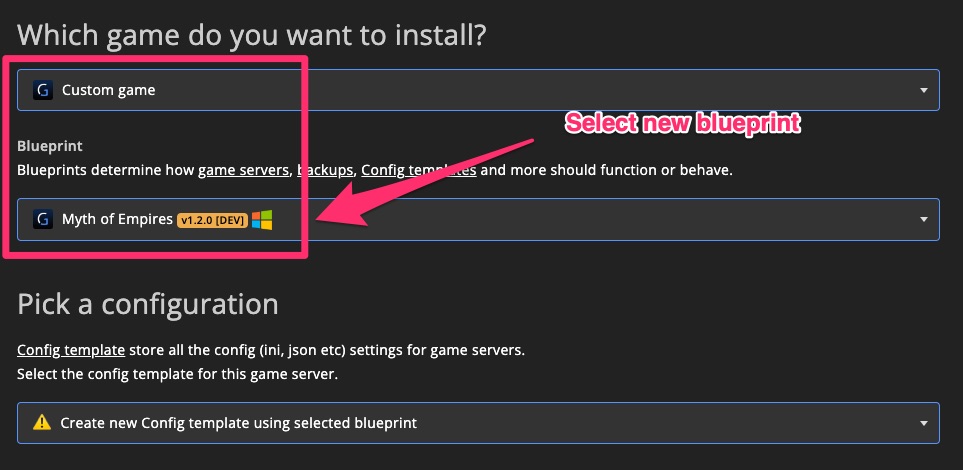 Which game do you want to install?
G Custom game
Select new blueprint
Blueprint
Blueprints determine how game servers, backups, Config templates and more should function or behave.
G Myth of Empires v1.2.0 [DEV]
Pick a configuration
Config template store all the config (ini, json etc) settings for game servers.
Select the config template for this game server.
Create new Config template using selected blueprint